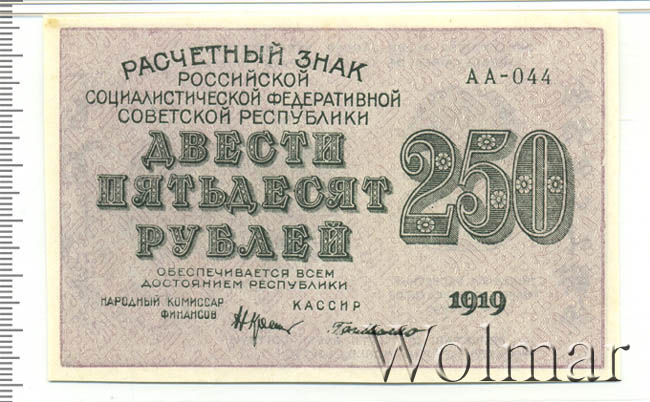 РАСЧЕТНЫЙ ЗНАК
РОССИЙСКОЙ
СОЦИАЛИСТИЧЕСКОЙ ФЕДЕРАТИВНОЙ
СОВЕТСКОЙ РЕСПУБЛИКИ
АА-044
ДВЕСТИ
ПЯТЬДЕСЯТ
РУБЛЕЙ
250
ОБЕСПЕЧИВАЕТСЯ ВСЕМ
ДОСТОЯНИЕМ РЕСПУБЛИКИ
НАРОДНЫЙ КОМИССАР
ФИНАНСОВ
КАССИР
1919
Wolmar